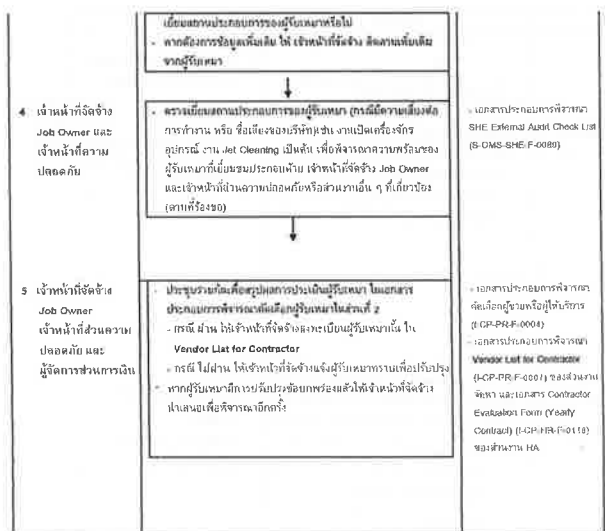 เยี่ยมสถานประกอบการของผู้รับเหมาหรือไม่
- หากต้องการข้อมูลเพิ่มเติม ให้ เจ้าหน้าที่จัดจ้าง ติดตามเพิ่มเติม
จากผู้รับเหมา
4 เจ้าหน้าที่จัดจ้าง
Job Owner และ
เจ้าหน้าที่ความ
ปลอดภัย
- ตรวจเยี่ยมสถานประกอบการของผู้รับเหมา (กรณีมีความเสี่ยงต่อ
การทำงาน หรือ ชื่อเสียงของบริษัท)เช่น งานเปิดเครื่องจักร
อุปกรณ์ งาน Jet Cleaning เป็นต้น เพื่อพิจารณาความพร้อมของ
ผู้รับเหมาที่เยี่ยมชมประกอบด้วย เจ้าหน้าที่จัดจ้าง Job Owner
และเจ้าหน้าที่ส่วนความปลอดภัยหรือส่วนงานอื่น ๆ ที่เกี่ยวข้อง
(ตามที่ร้องขอ)
- เอกสารประกอบการพิจารณา
SHE External Audit Check List
(S-OMS-SHE-F-0089)
5 เจ้าหน้าที่จัดจ้าง
Job Owner
เจ้าหน้าที่ส่วนความ
ปลอดภัย และ
ผู้จัดการส่วนการเงิน
- ประชุมร่วมกันเพื่อสรุปผลการประเมินผู้รับเหมา ในเอกสาร
ประกอบการพิจารณาคัดเลือกผู้รับเหมาในส่วนที่ 2
- กรณี ผ่าน ให้เจ้าหน้าที่จัดจ้างลงทะเบียนผู้รับเหมานั้น ใน
Vendor List for Contractor
- กรณี ไม่ผ่าน ให้เจ้าหน้าที่จัดจ้างแจ้งผู้รับเหมาทราบเพื่อปรับปรุง
หากผู้รับเหมามีการปรับปรุงข้อบกพร่องแล้วให้เจ้าหน้าที่จัดจ้าง
นำเสนอเพื่อพิจารณาอีกครั้ง
- เอกสารประกอบการพิจารณา
คัดเลือกผู้ขายหรือผู้ให้บริการ
(I-CP-PR-F-0004)
- เอกสารประกอบการพิจารณา
Vendor List for Contractor
(I-CP-PR-F-0007) ของส่วนงาน
จัดหา และเอกสาร Contractor
Evaluation Form (Yearly
Contract) (I-CP-HR-F-0118)
ของส่วนงาน HA